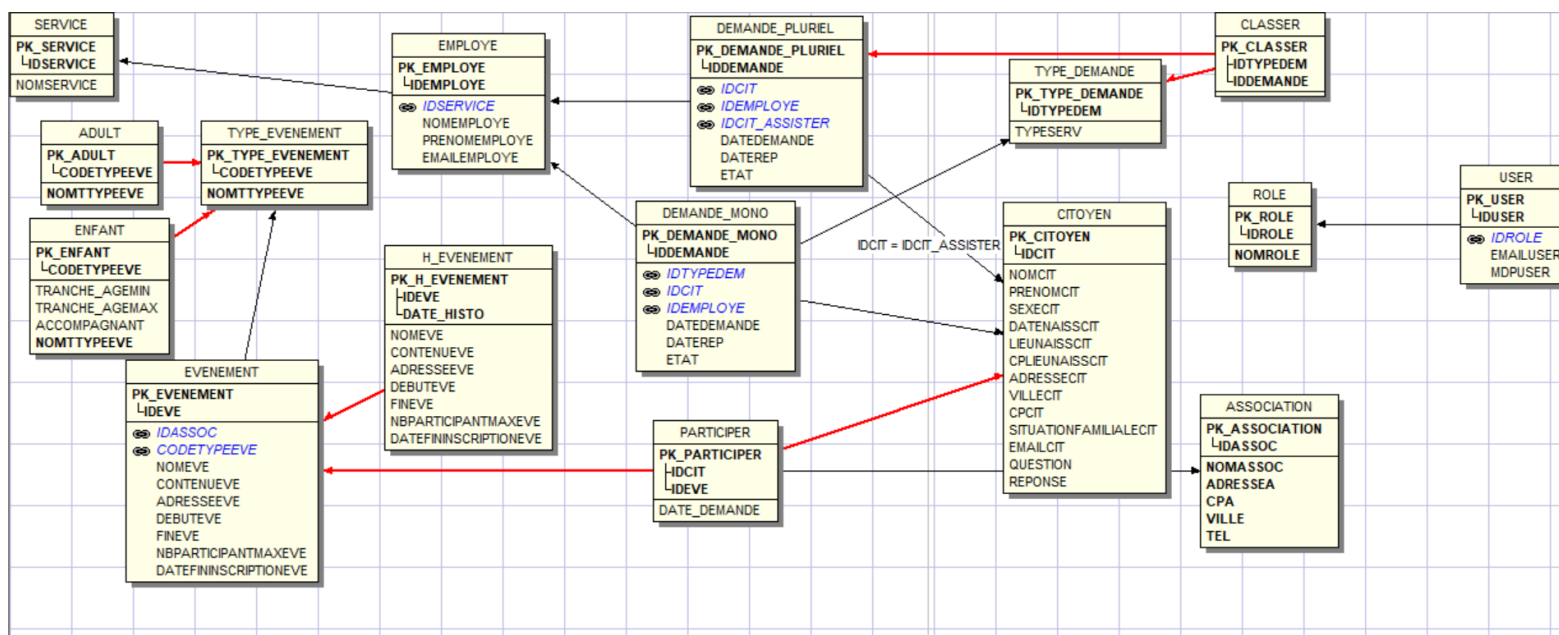 SERVICE
PK_SERVICE
IDSERVICE
NOMSERVICE
EMPLOYE
PK_EMPLOYE
IDEMPLOYE
IDSERVICE
NOMEMPLOYE
PRENOMEMPLOYE
EMAILEMPLOYE
DEMANDE_PLURIEL
PK_DEMANDE_PLURIEL
IDDEMANDE
IDCIT
IDEMPLOYE
IDCIT_ASSISTER
DATEDEMANDE
DATEREP
ETAT
TYPE_DEMANDE
PK_TYPE_DEMANDE
IDTYPEDEM
TYPESERV
CLASSER
PK_CLASSER
IDTYPEDEM
IDDEMANDE
ADULT
PK_ADULT
CODETYPEEVE
NOMTTYPEEVE
TYPE_EVENEMENT
PK_TYPE_EVENEMENT
CODETYPEEVE
NOMTTYPEEVE
ENFANT
PK_ENFANT
CODETYPEEVE
TRANCHE_AGEMIN
TRANCHE_AGEMAX
ACCOMPAGNANT
NOMTTYPEEVE
H_EVENEMENT
PK_H_EVENEMENT
IDEVE
DATE_HISTO
NOMEVE
CONTENUEVE
ADRESSEEVE
DEBUTEVE
FINEVE
NBPARTICIPANTMAXEVE
DATEFININSCRIPTIONEVE
DEMANDE_MONO
PK_DEMANDE_MONO
IDDEMANDE
IDTYPEDEM
IDCIT
IDEMPLOYE
DATEDEMANDE
DATEREP
ETAT
IDCIT = IDCIT_ASSISTER
CITOYEN
PK_CITOYEN
IDCIT
NOMCIT
PRENOMCIT
SEXECIT
DATENAISSCIT
LIEUNAISSCIT
CPLIEUNAISSCIT
ADRESSECIT
VILLECIT
CPCIT
SITUATIONFAMILIALECIT
EMAILCIT
QUESTION
REPONSE
ROLE
PK_ROLE
IDROLE
NOMROLE
USER
PK_USER
IDUSER
IDROLE
EMAILUSER
MDPUSER
EVENEMENT
PK_EVENEMENT
IDEVE
IDASSOC
CODETYPEEVE
NOMEVE
CONTENUEVE
ADRESSEEVE
DEBUTEVE
FINEVE
NBPARTICIPANTMAXEVE
DATEFININSCRIPTIONEVE
PARTICIPER
PK_PARTICIPER
IDCIT
IDEVE
DATE_DEMANDE
ASSOCIATION
PK_ASSOCIATION
IDASSOC
NOMASSOC
ADRESSEA
CPA
VILLE
TEL